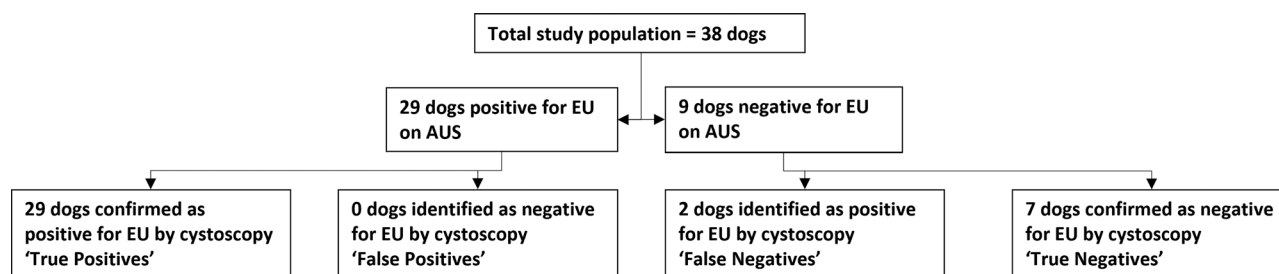 Total study population = 38 dogs
29 dogs positive for EU
on AUS
9 dogs negative for EU
on AUS
29 dogs confirmed as
positive for EU by cystoscopy
‘True Positives’
0 dogs identified as negative
for EU by cystoscopy
‘False Positives’
2 dogs identified as positive
for EU by cystoscopy
‘False Negatives’
7 dogs confirmed as negative
for EU by cystoscopy
‘True Negatives’